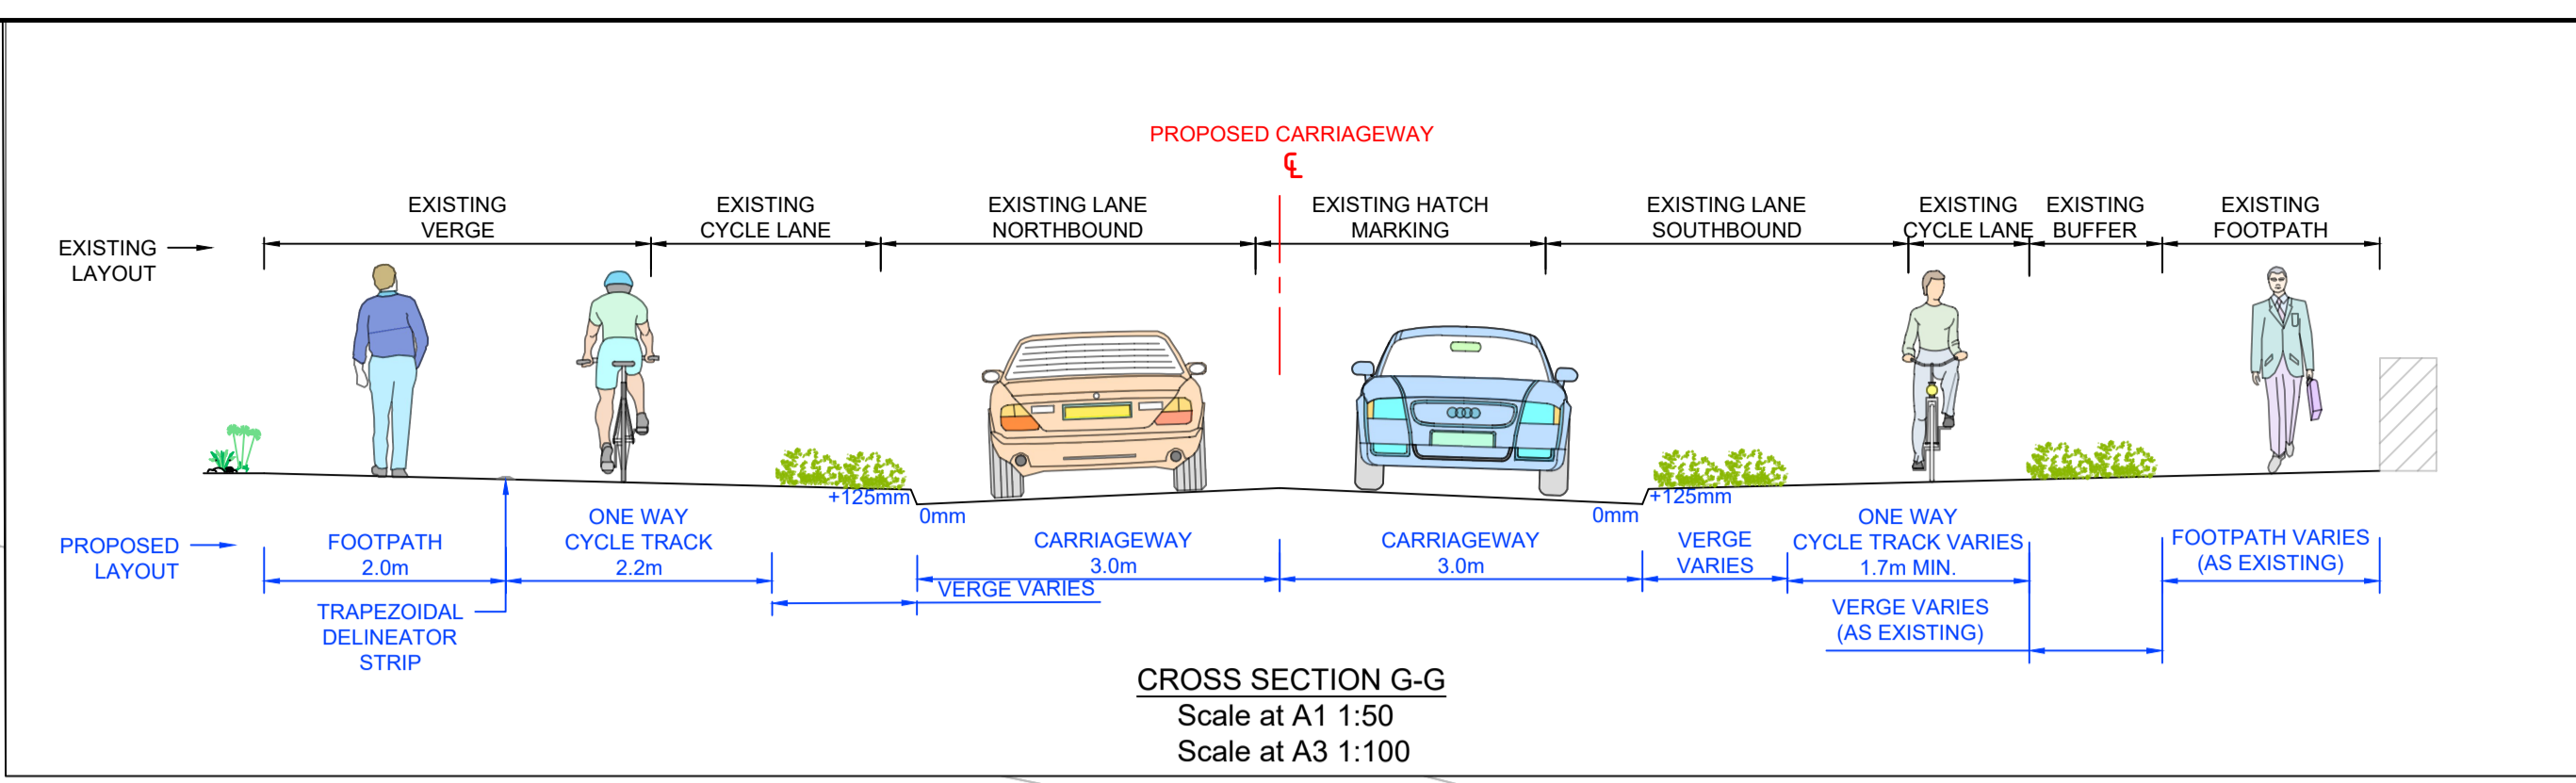 PROPOSED CARRIAGEWAY
℄
EXISTING
LAYOUT
EXISTING
VERGE
EXISTING
CYCLE LANE
EXISTING LANE
NORTHBOUND
EXISTING HATCH
MARKING
EXISTING LANE
SOUTHBOUND
EXISTING
CYCLE LANE
EXISTING
BUFFER
EXISTING
FOOTPATH
+125mm
0mm
0mm
+125mm
PROPOSED
LAYOUT
FOOTPATH
2.0m
TRAPEZOIDAL
DELINEATOR
STRIP
ONE WAY
CYCLE TRACK
2.2m
VERGE VARIES
CARRIAGEWAY
3.0m
CARRIAGEWAY
3.0m
VERGE
VARIES
ONE WAY
CYCLE TRACK VARIES
1.7m MIN.
VERGE VARIES
(AS EXISTING)
FOOTPATH VARIES
(AS EXISTING)
CROSS SECTION G-G
Scale at A1 1:50
Scale at A3 1:100